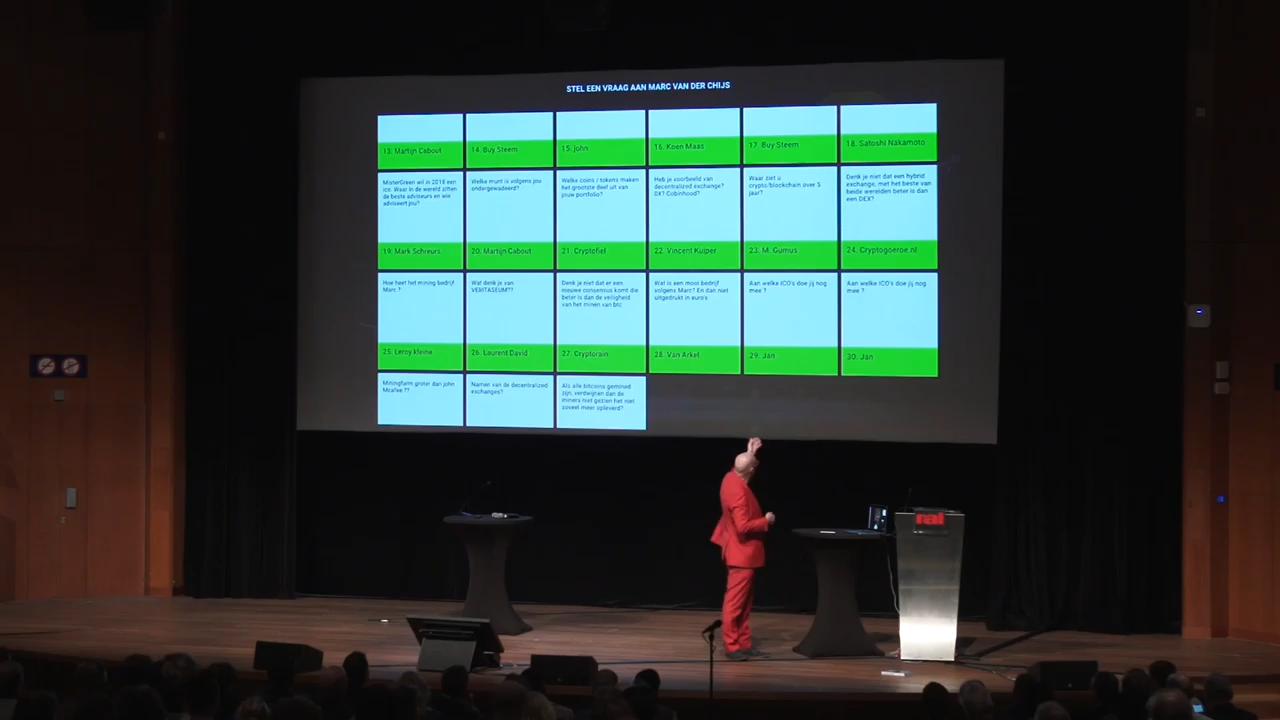 STEL EEN VRAAG AAN MARC VAN DER CHIJS
13. Martijn Cabout
14. Buy Steem
15. john
16. Koen Maas
17. Buy Steem
18. Satoshi Nakamoto
MisterGreen wil in 2018 een
ico. Waar in de wereld zitten
de beste adviseurs en wie
adviseert jou?
Welke munt is volgens jou
ondergewadeerd?
Welke coins / tokens maken
het grootste deel uit van
jouw portfolio?
Heb je voorbeeld van
decentralized exchange?
DX? Cobinhood?
Waar ziet u
crypto/blockchain over 5
jaar?
Denk je niet dat een hybrid
exchange, met het beste van
beide werelden beter is dan
een DEX?
19. Mark Schreurs
20. Martijn Cabout
21. Cryptofiel
22. Vincent Kuiper
23. M. Gumus
24. Cryptogoeroe.nl
Hoe heet het mining bedrijf
Marc ?
Wat denk je van
VERITASEUM??
Denk je niet dat er een
nieuwe consensus komt die
beter is dan de veiligheid
van het minen van btc
Wat is een mooi bedrijf
volgens Marc? En dan niet
uitgedrukt in euro's
Aan welke ICO's doe jij nog
mee ?
Aan welke ICO's doe jij nog
mee ?
25. Leroy kleine
26. Laurent David
27. Cryptorain
28. Van Arkel
29. Jan
30. Jan
Miningfarm groter dan john
Mcafee ??
Namen van de decentralized
exchanges?
Als alle bitcoins gemined
zijn, verdwijnen dan de
miners niet gezien het niet
zoveel meer oplevert?
rai